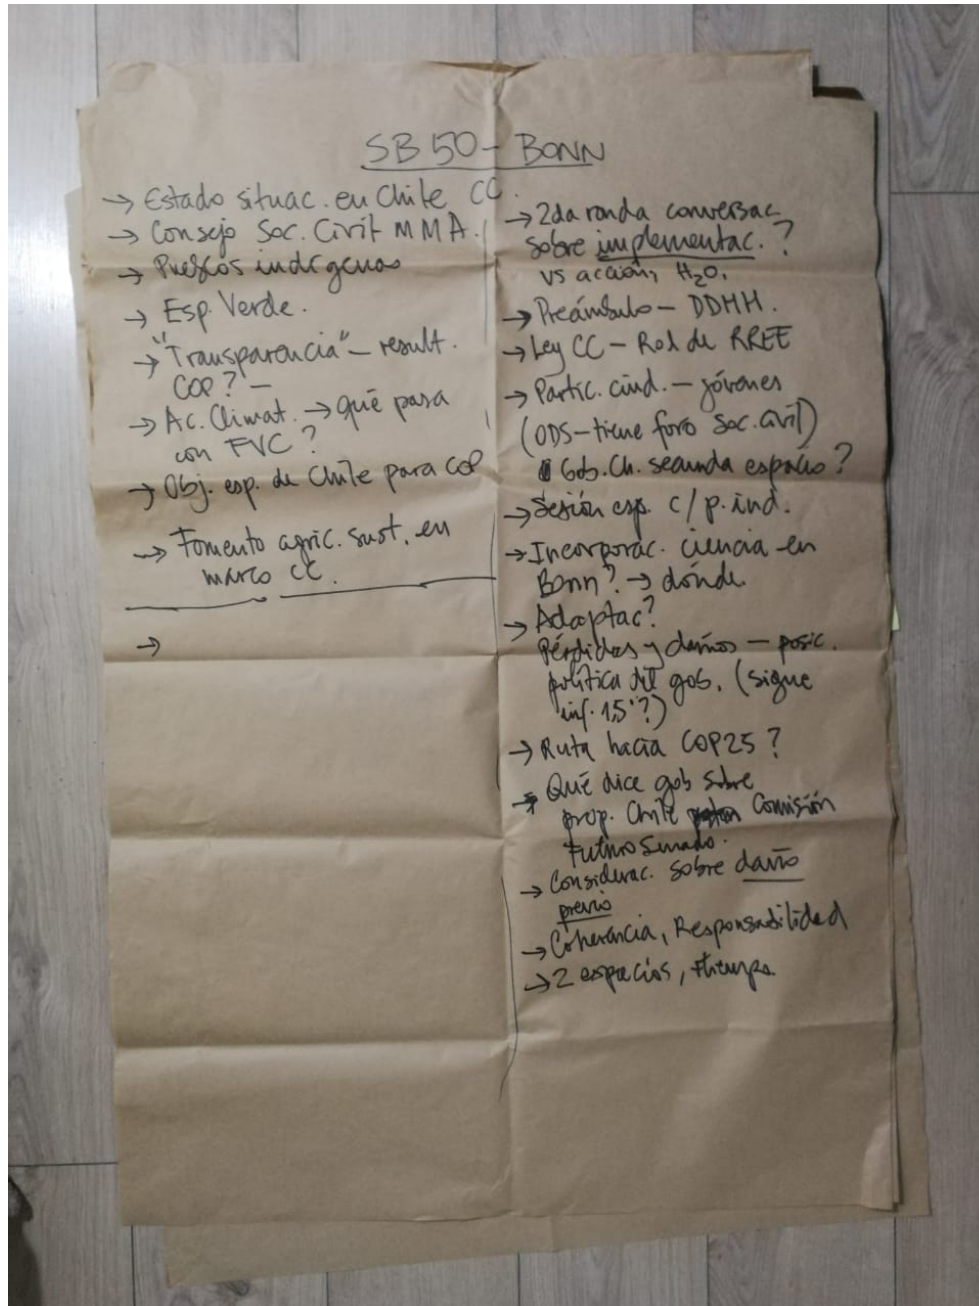 SB 50 - BONN
→ Estado situac. en Chile CC.
→ Consejo Soc. Civil MMA.
→ Pueblos indígenas
→ Esp. Verde.
→ "Transparencia" - result.
COP? -
→ Ac. Climat. → qué pasa
con FVC?
→ Obj. esp. de Chile para COP
→ Fomento agric. sust. en
marco CC.
→
→ 2da ronda conversac.
sobre implementac. ?
vs acción, H₂O.
→ Preámbulo - DDHH.
→ Ley CC - Rol de RREE
→ Partic. ciud. - jóvenes
(ODS - tiene foro Soc. Civil)
Gob. Ch. segunda espacio?
→ Sesión esp. c/ p. ind.
→ Incorporac. ciencia en
Bonn? → dónde.
→ Adaptac?
Pérdidas y daños - posic.
política del gob. (sigue
inf. 1,5°?)
→ Ruta hacia COP25?
→ Qué dice gob sobre
prop. Chile Comisión
Futuro Senado.
→ Considerac. sobre daño
previo
→ Coherencia, Responsabilidad
→ 2 espacios,